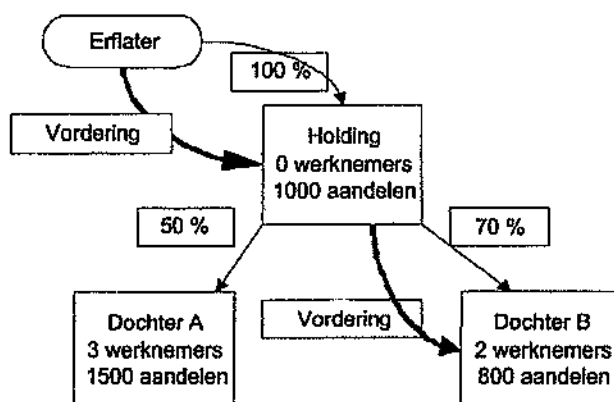 Erflater
100 %
Vordering
Holding
0 werknemers
1000 aandelen
50 %
70 %
Dochter A
3 werknemers
1500 aandelen
Vordering
Dochter B
2 werknemers
800 aandelen